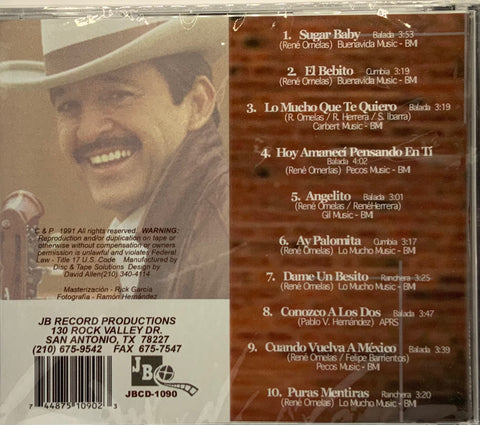 1. Sugar Baby Balada 3:53
(René Ornelas) Buenavida Music - BMI
2. El Bebito Cumbia 3:19
(René Ornelas) Buenavida Music - BMI
3. Lo Mucho Que Te Quiero Balada 3:19
(R. Ornelas / R. Herrera / S. Ibarra)
Carbert Music - BMI
4. Hoy Amanecí Pensando En Tí
Balada 4:02
(René Ornerlas) Pecos Music - BMI
5. Angelito Balada 3:01
(René Ornelas / RenéHerrera)
Gil Music - BMI
6. Ay Palomita Cumbia 3:17
(René Ornelas) Lo Mucho Music - BMI
7. Dame Un Besito Ranchera 3:25
(René Ornelas) Lo Mucho Music - BMI
8. Conozco A Los Dos Balada 3:47
(Pablo V. Hernández) APRS
9. Cuando Vuelva A México Balada 3:39
(René Ornelas / Felipe Barrientos)
Pecos Music - BMI
10. Puras Mentiras Ranchera 3:20
(René Ornelas) Lo Mucho Music - BMI
C & P 1991 All rights reserved. WARNING:
Reproduction and/or duplication on tape or
otherwise without compensation or owners
permission is unlawful and violates Federal
Law - Title 17 U.S. Code Manufactured by
Disc & Tape Solutions Design by
David Allen(210) 340-4114
Masterización - Rick Garcia
Fotografía - Ramón Hernández
JB RECORD PRODUCTIONS
130 ROCK VALLEY DR.
SAN ANTONIO, TX 78227
(210) 675-9542 FAX 675-7547
JB
JBCD-1090
7 44875 10902 3